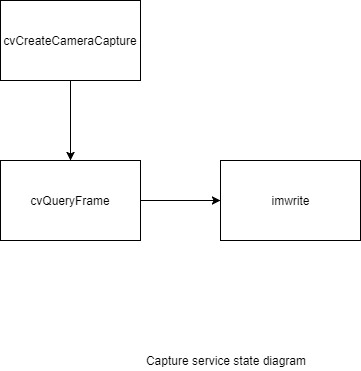 cvCreateCameraCapture
cvQueryFrame
imwrite
Capture service state diagram